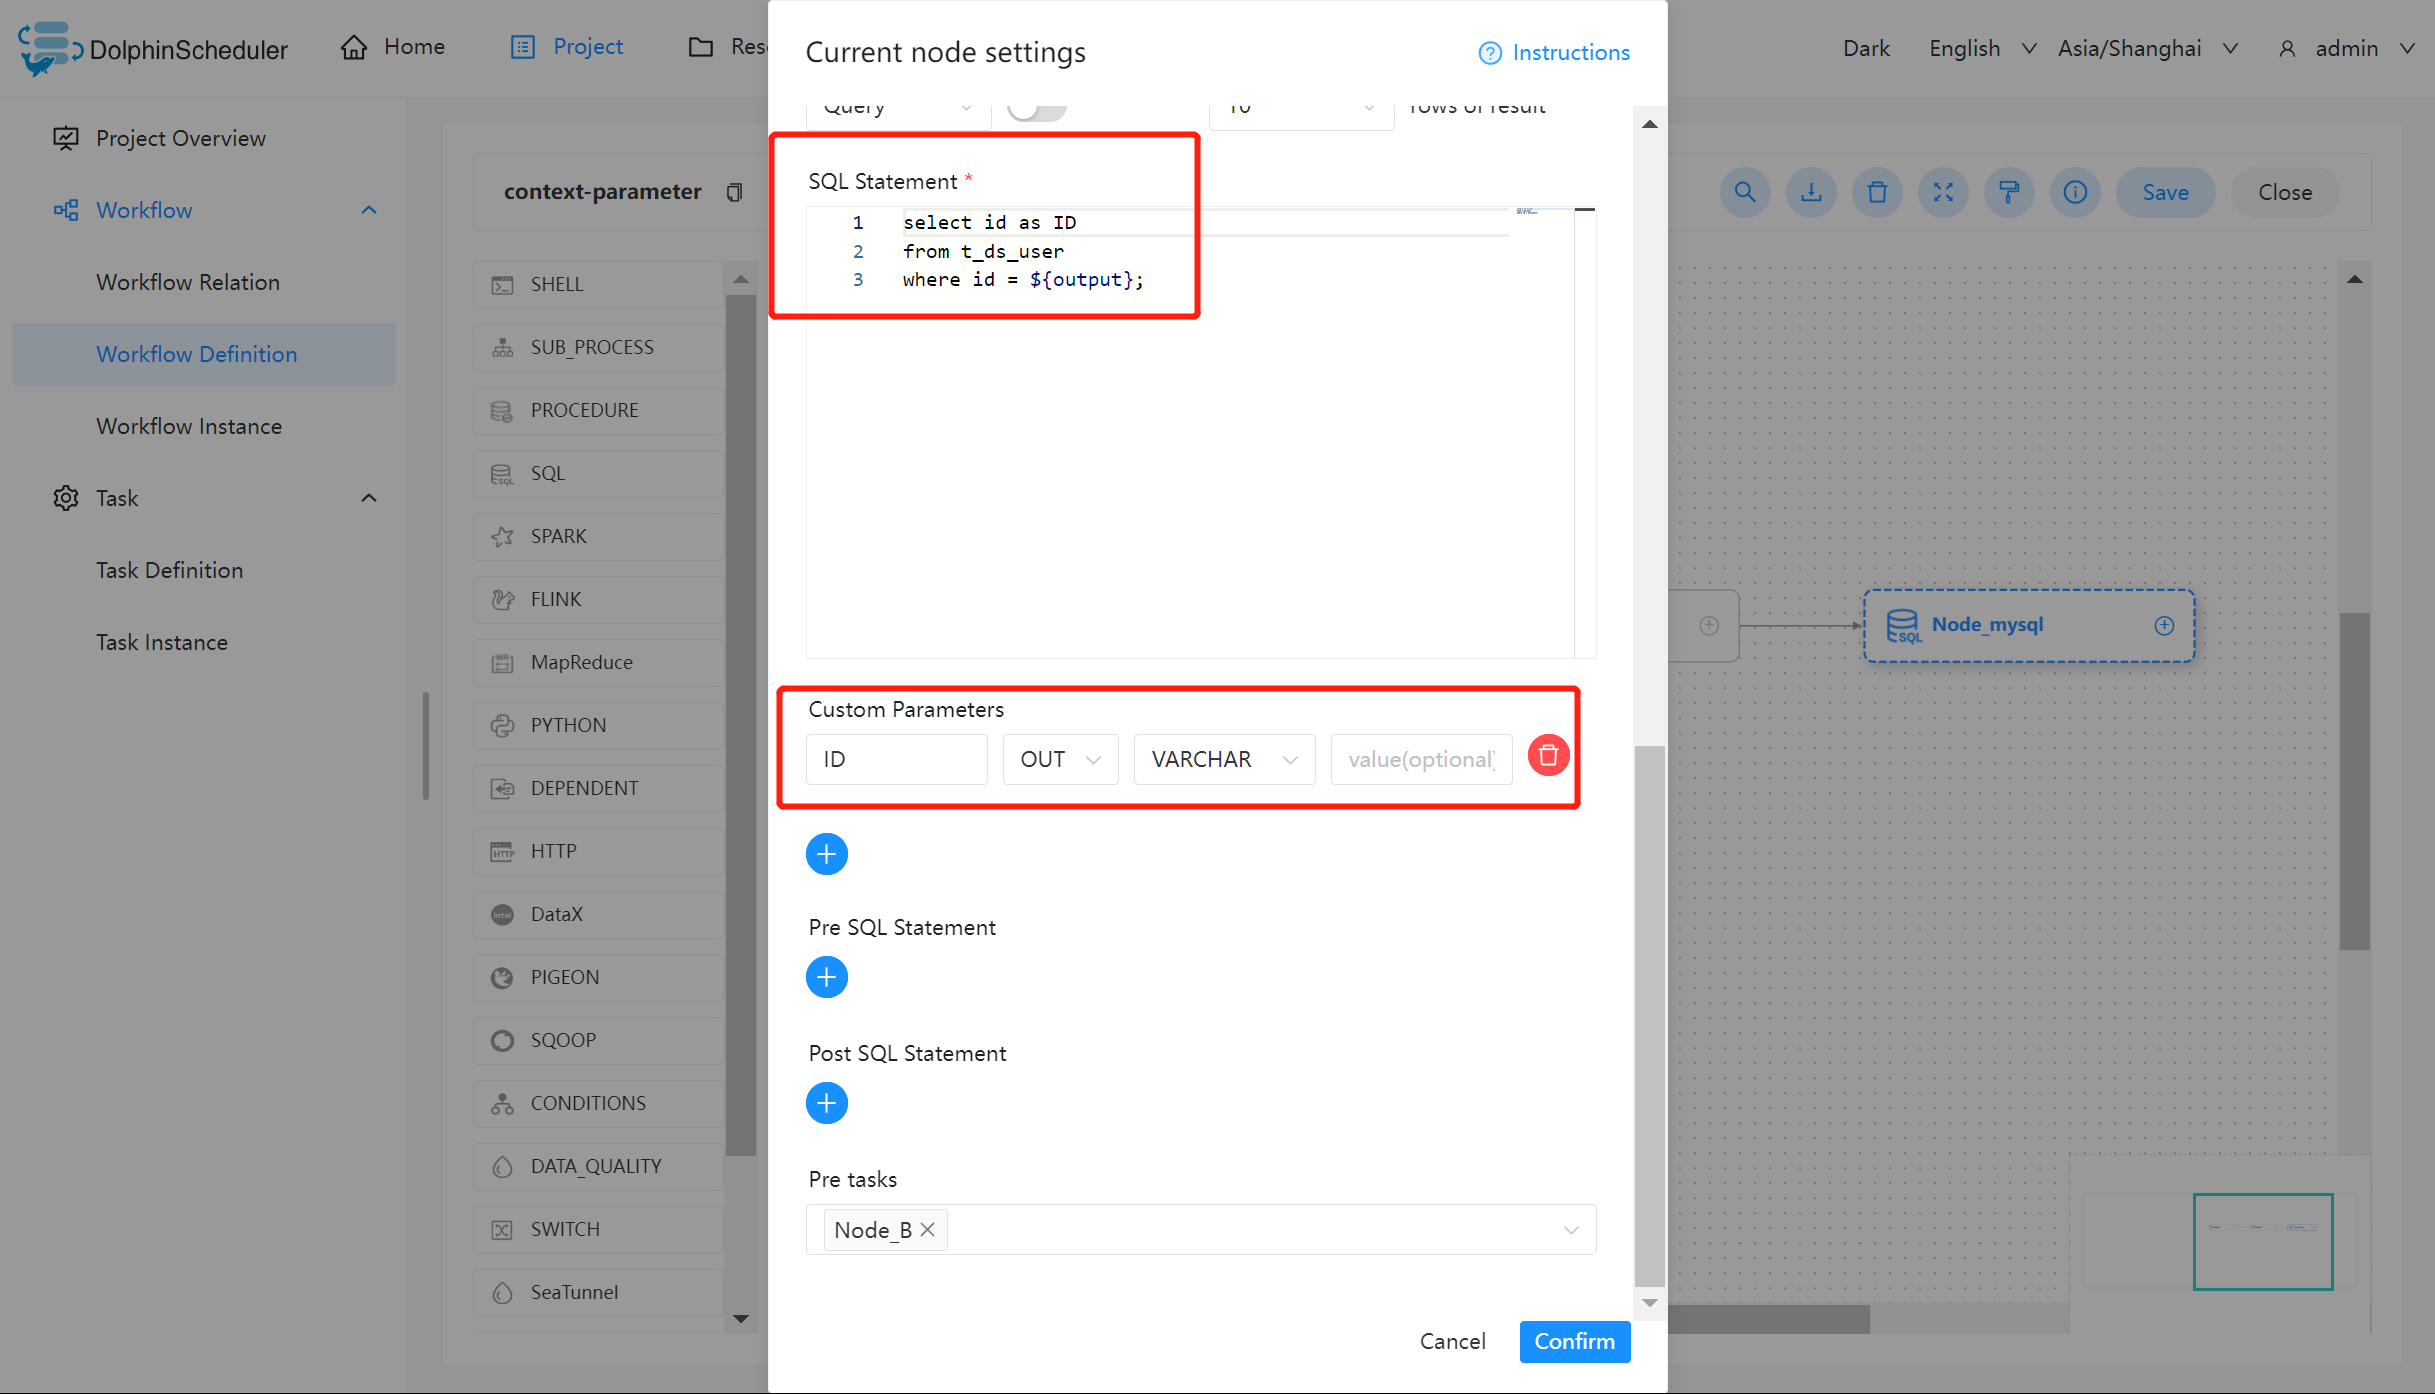 DolphinScheduler
Home
Project
Res
Dark
English
Asia/Shanghai
admin
Project Overview
Workflow
Workflow Relation
Workflow Definition
Workflow Instance
Task
Task Definition
Task Instance
context-parameter
Save
Close
SHELL
SUB_PROCESS
PROCEDURE
SQL
SPARK
FLINK
MapReduce
PYTHON
DEPENDENT
HTTP
DataX
PIGEON
SQOOP
CONDITIONS
DATA_QUALITY
SWITCH
SeaTunnel
Current node settings
Instructions
Query
10
rows of result
SQL Statement *
1 select id as ID
2 from t_ds_user
3 where id = ${output};
Custom Parameters
ID
OUT
VARCHAR
value(optional)
Pre SQL Statement
Post SQL Statement
Pre tasks
Node_B
Cancel
Confirm
SQL
Node_mysql